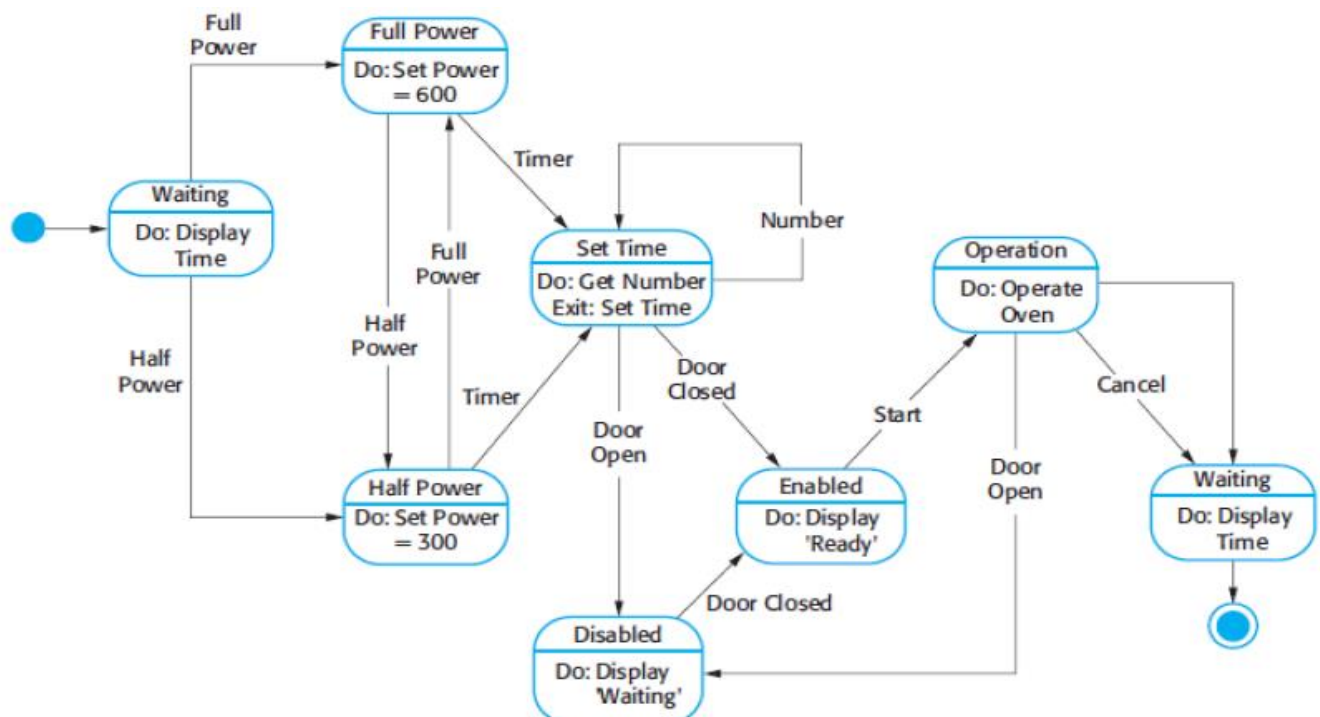 Full
Power
Full Power
Do: Set Power
= 600
Timer
Waiting
Do: Display
Time
Full
Power
Number
Set Time
Do: Get Number
Exit: Set Time
Operation
Do: Operate
Oven
Half
Power
Half
Power
Timer
Door
Closed
Cancel
Start
Door
Open
Door
Open
Half Power
Do: Set Power
= 300
Enabled
Do: Display
'Ready'
Waiting
Do: Display
Time
Door Closed
Disabled
Do: Display
'Waiting'